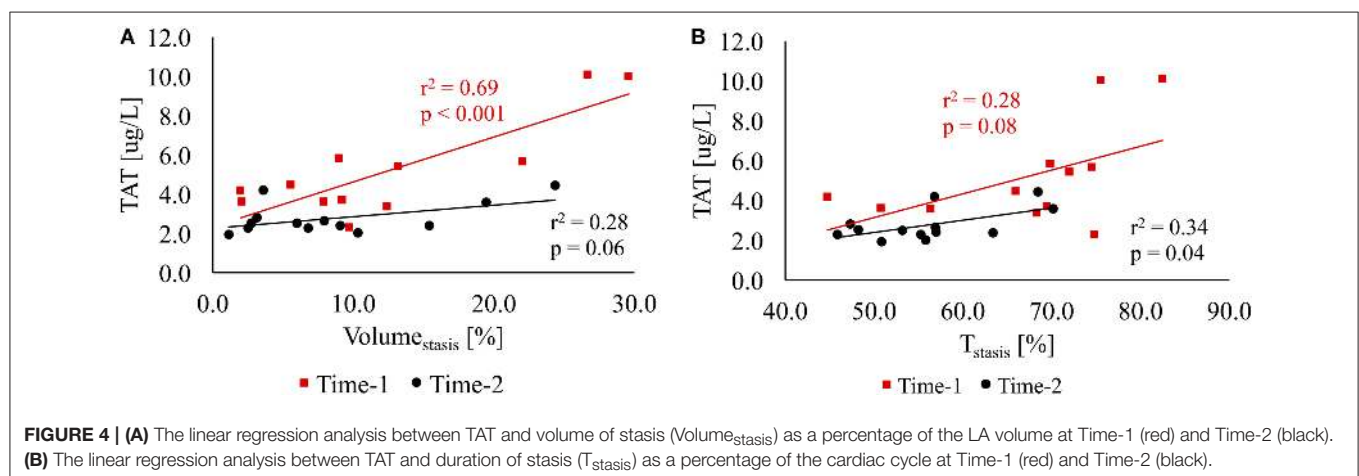 A
12.0
10.0
8.0
6.0
4.0
2.0
0.0
TAT [ug/L]
r² = 0.69
p < 0.001
r² = 0.28
p = 0.06
0.0 10.0 20.0 30.0
Volumestasis [%]
Time-1 Time-2
B
12.0
10.0
8.0
6.0
4.0
2.0
0.0
TAT [ug/L]
r² = 0.28
p = 0.08
r² = 0.34
p = 0.04
40.0 50.0 60.0 70.0 80.0 90.0
Tstasis [%]
Time-1 Time-2
FIGURE 4 | (A) The linear regression analysis between TAT and volume of stasis (Volumestasis) as a percentage of the LA volume at Time-1 (red) and Time-2 (black).
(B) The linear regression analysis between TAT and duration of stasis (Tstasis) as a percentage of the cardiac cycle at Time-1 (red) and Time-2 (black).